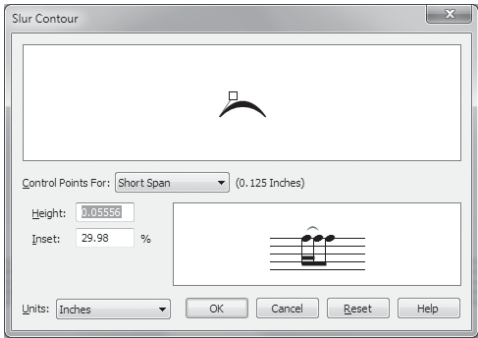 Slur Contour
Control Points For: Short Span (0.125 Inches)
Height: 0.05556
Inset: 29.98 %
Units: Inches OK Cancel Reset Help